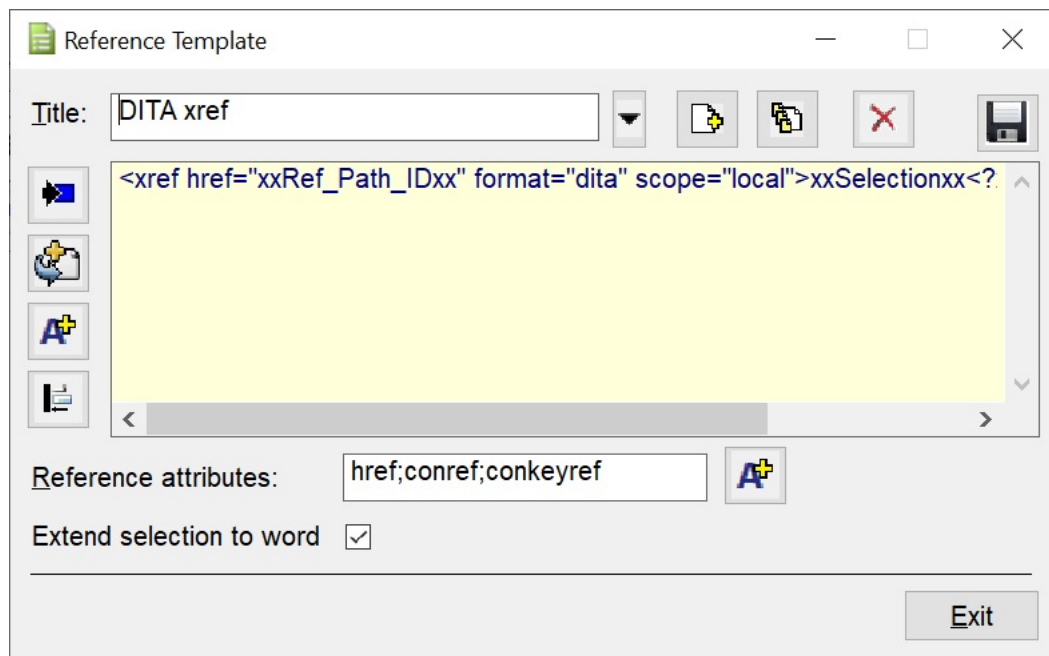 Reference Template
Title:
DITA xref
<xref href="xxRef_Path_IDxx" format="dita" scope="local">xxSelectionxx<?
Reference attributes:
href;conref;conkeyref
Extend selection to word
Exit